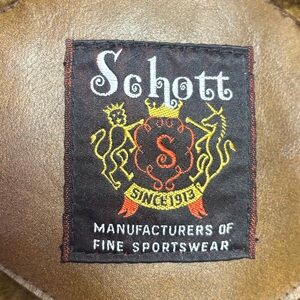 Schott
S
SINCE 1913
MANUFACTURERS OF
FINE SPORTSWEAR